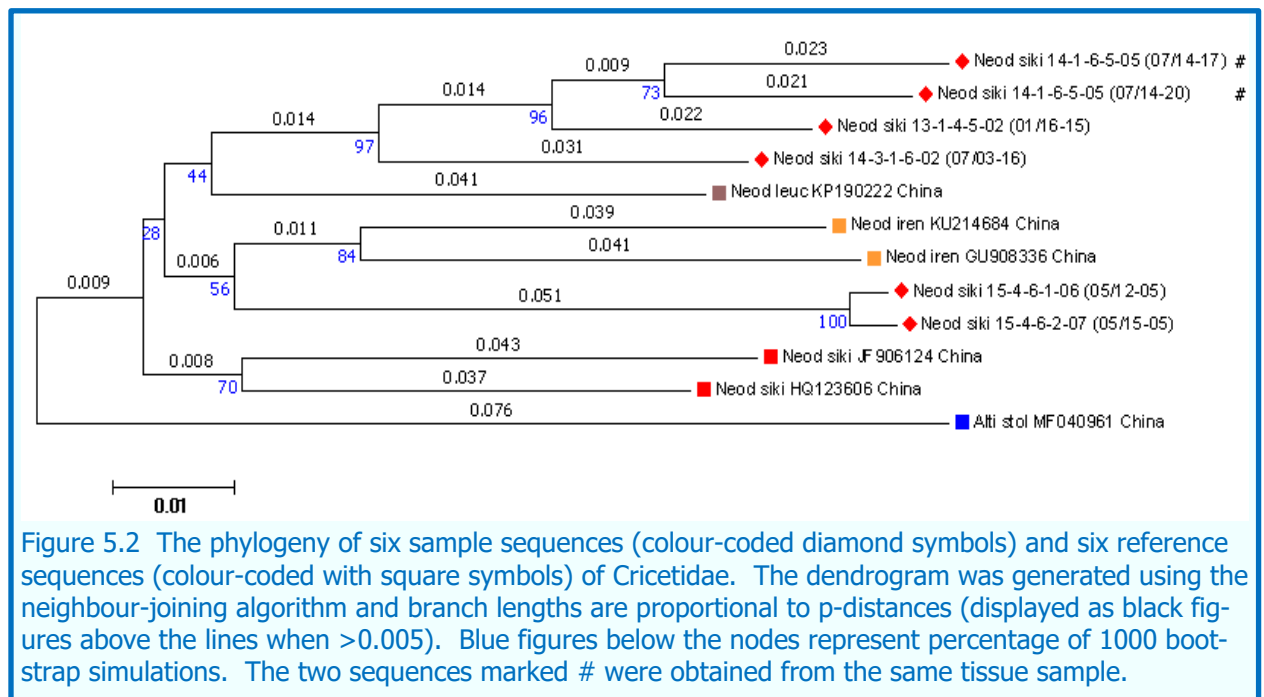 0.023
Neod siki 14-1-6-5-05 (07/14-17) #
0.009
73
0.021
Neod siki 14-1-6-5-05 (07/14-20) #
0.014
96
0.022
Neod siki 13-1-4-5-02 (01/16-15)
0.014
97
0.031
Neod siki 14-3-1-6-02 (07/03-16)
44
0.041
Neod leuc KP190222 China
28
0.039
Neod iren KU214684 China
0.011
84
0.041
Neod iren GU908336 China
0.006
56
0.051
Neod siki 15-4-6-1-06 (05/12-05)
100
Neod siki 15-4-6-2-07 (05/15-05)
0.009
0.043
Neod siki JF906124 China
0.008
70
0.037
Neod siki HQ123606 China
0.076
Alti stol MF040961 China
0.01
Figure 5.2 The phylogeny of six sample sequences (colour-coded diamond symbols) and six reference
sequences (colour-coded with square symbols) of Cricetidae. The dendrogram was generated using the
neighbour-joining algorithm and branch lengths are proportional to p-distances (displayed as black fig-
ures above the lines when >0.005). Blue figures below the nodes represent percentage of 1000 boot-
strap simulations. The two sequences marked # were obtained from the same tissue sample.